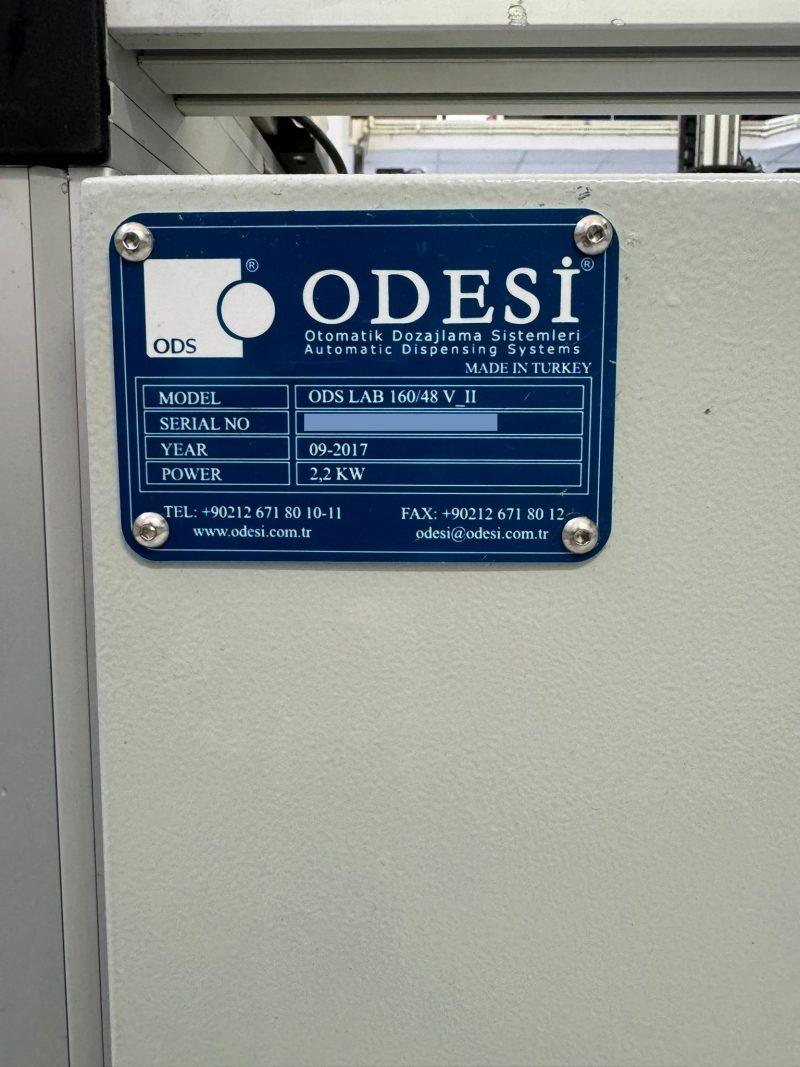 ODS ®
ODESİ ®
Otomatik Dozajlama Sistemleri
Automatic Dispensing Systems
MADE IN TURKEY
MODEL ODS LAB 160/48 V_II
SERIAL NO
YEAR 09-2017
POWER 2,2 KW
TEL: +90212 671 80 10-11 FAX: +90212 671 80 12
www.odesi.com.tr odesi@odesi.com.tr